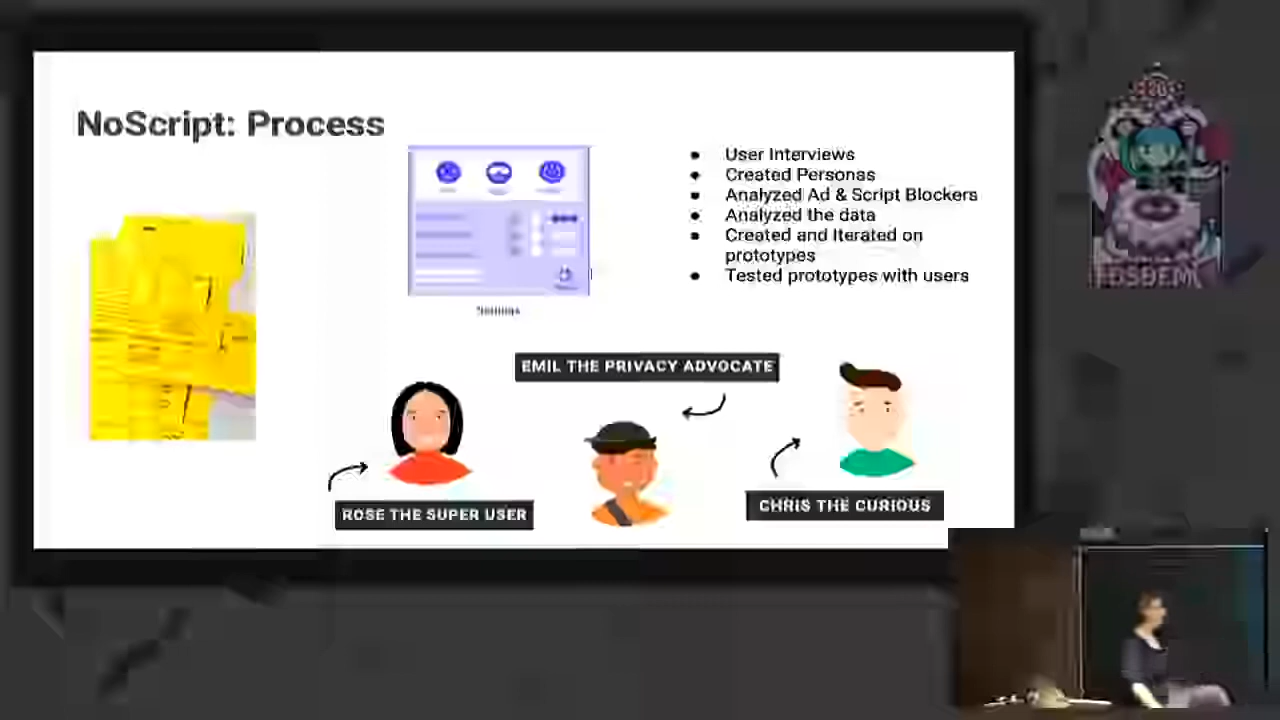 NoScript: Process
User Interviews
Created Personas
Analyzed Ad & Script Blockers
Analyzed the data
Created and Iterated on
prototypes
Tested prototypes with users
EMIL THE PRIVACY ADVOCATE
ROSE THE SUPER USER
CHRIS THE CURIOUS